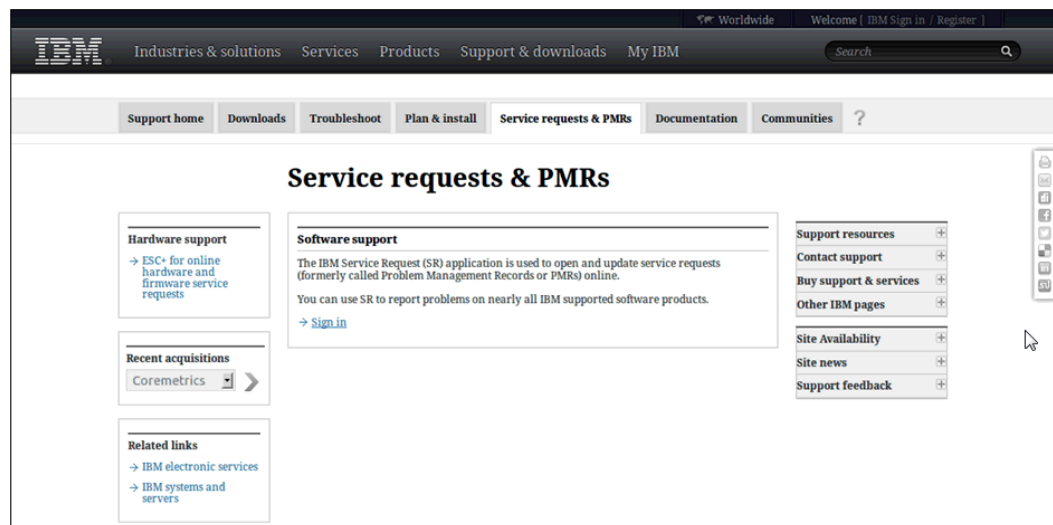 Worldwide Welcome [ IBM Sign in / Register ]
IBM
Industries & solutions Services Products Support & downloads My IBM Search
Support home Downloads Troubleshoot Plan & install Service requests & PMRs Documentation Communities ?
Service requests & PMRs
Hardware support
→ ESC+ for online
hardware and
firmware service
requests
Recent acquisitions
Coremetrics
Related links
→ IBM electronic services
→ IBM systems and
servers
Software support
The IBM Service Request (SR) application is used to open and update service requests
(formerly called Problem Management Records or PMRs) online.
You can use SR to report problems on nearly all IBM supported software products.
→ Sign in
Support resources
Contact support
Buy support & services
Other IBM pages
Site Availability
Site news
Support feedback